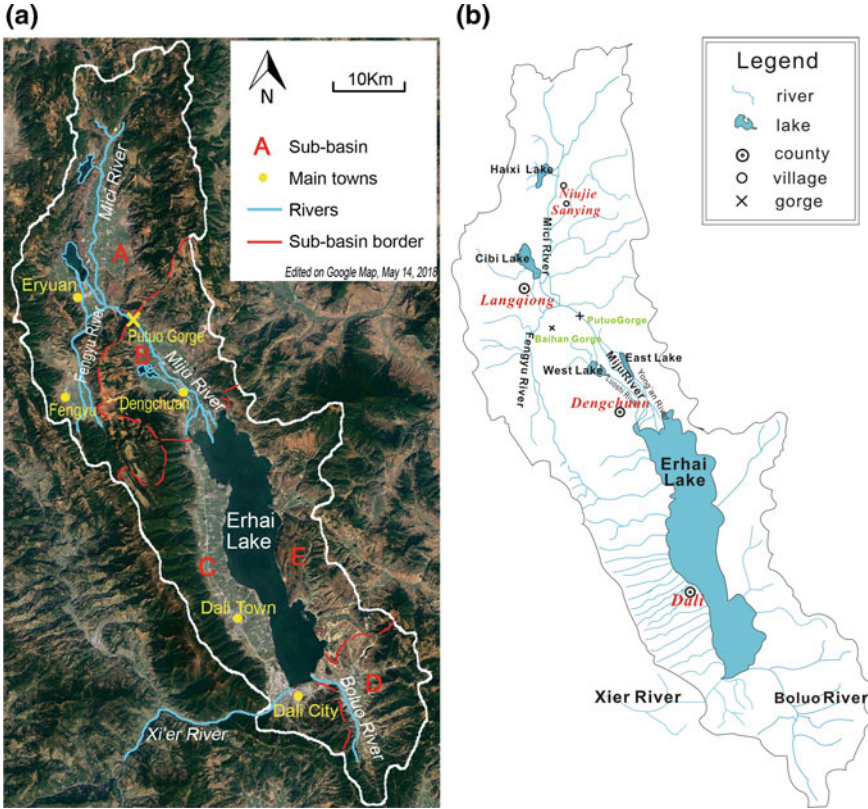 (a)
10Km
N
A Sub-basin
Main towns
Rivers
Sub-basin border
Edited on Google Map, May 14, 2018
Mici River
A
Eryuan
Putuo Gorge
Fengyu River
B
Miju River
Fengyu
Dengchuan
Erhai
Lake
C
E
Dali Town
D
Boluo River
Dali City
Xi'er River
(b)
Legend
river
lake
county
village
gorge
Haixi Lake
Niujie
Sanying
Mici River
Cibi Lake
Langqiong
PutuoGorge
Baihan Gorge
Fengyu River
West Lake
East Lake
MijuRiver
Luoshi River
Yong'an River
Dengchuan
Erhai
Lake
Dali
Xier River
Boluo River